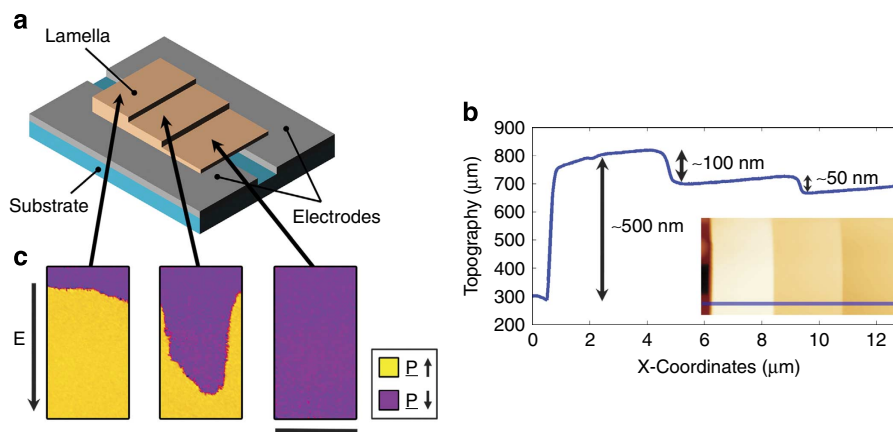 a
Lamella
Substrate
Electrodes
b
Topography (μm)
900
800
700
600
500
400
300
200
~100 nm
~50 nm
~500 nm
0
2
4
6
8
10
12
X-Coordinates (μm)
c
E
P ↑
P ↓